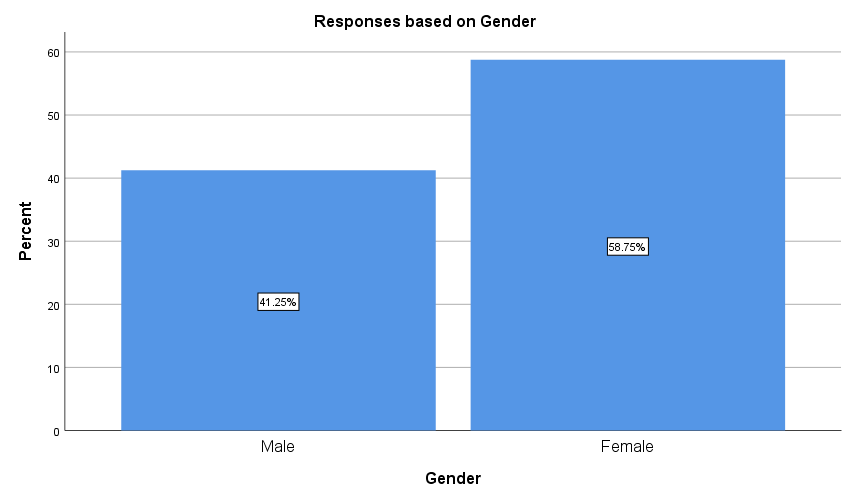 Responses based on Gender
60
50
40
30
20
10
0
Percent
41.25%
58.75%
Male
Female
Gender